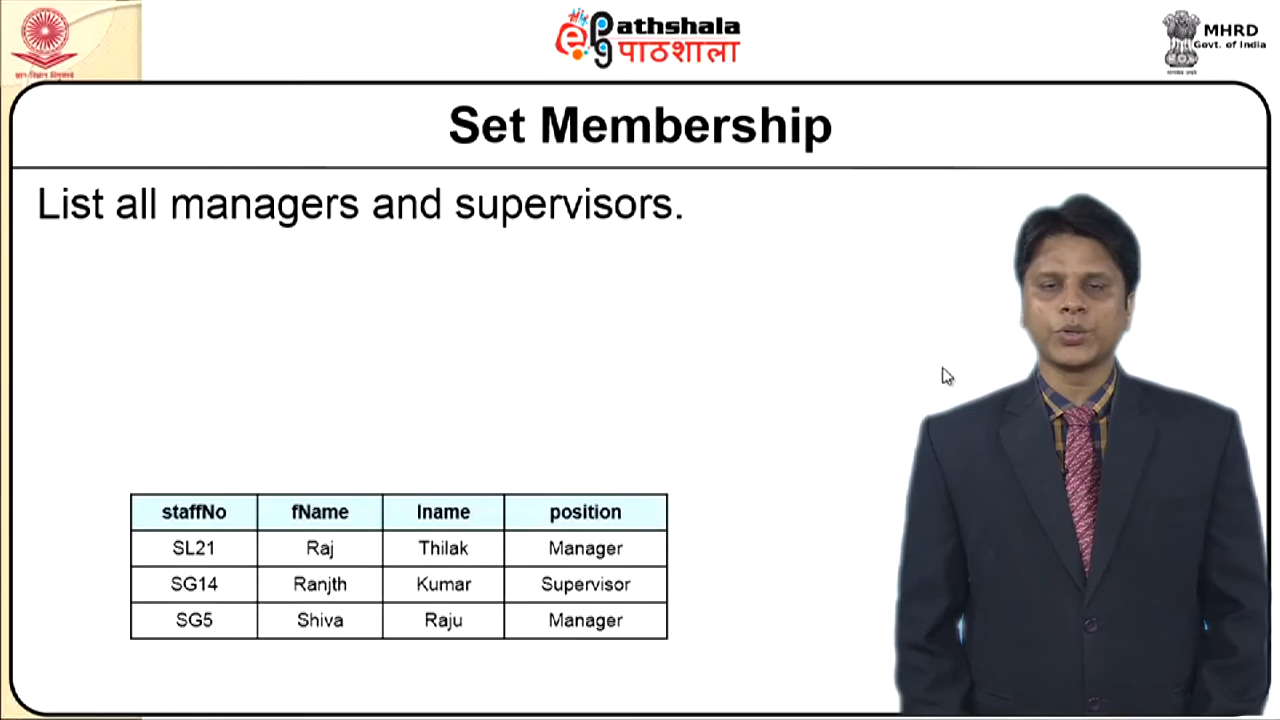 ePathshala
पाठशाला
MHRD
Govt. of India
Set Membership
List all managers and supervisors.
staffNo fName lname position
SL21 Raj Thilak Manager
SG14 Ranjth Kumar Supervisor
SG5 Shiva Raju Manager